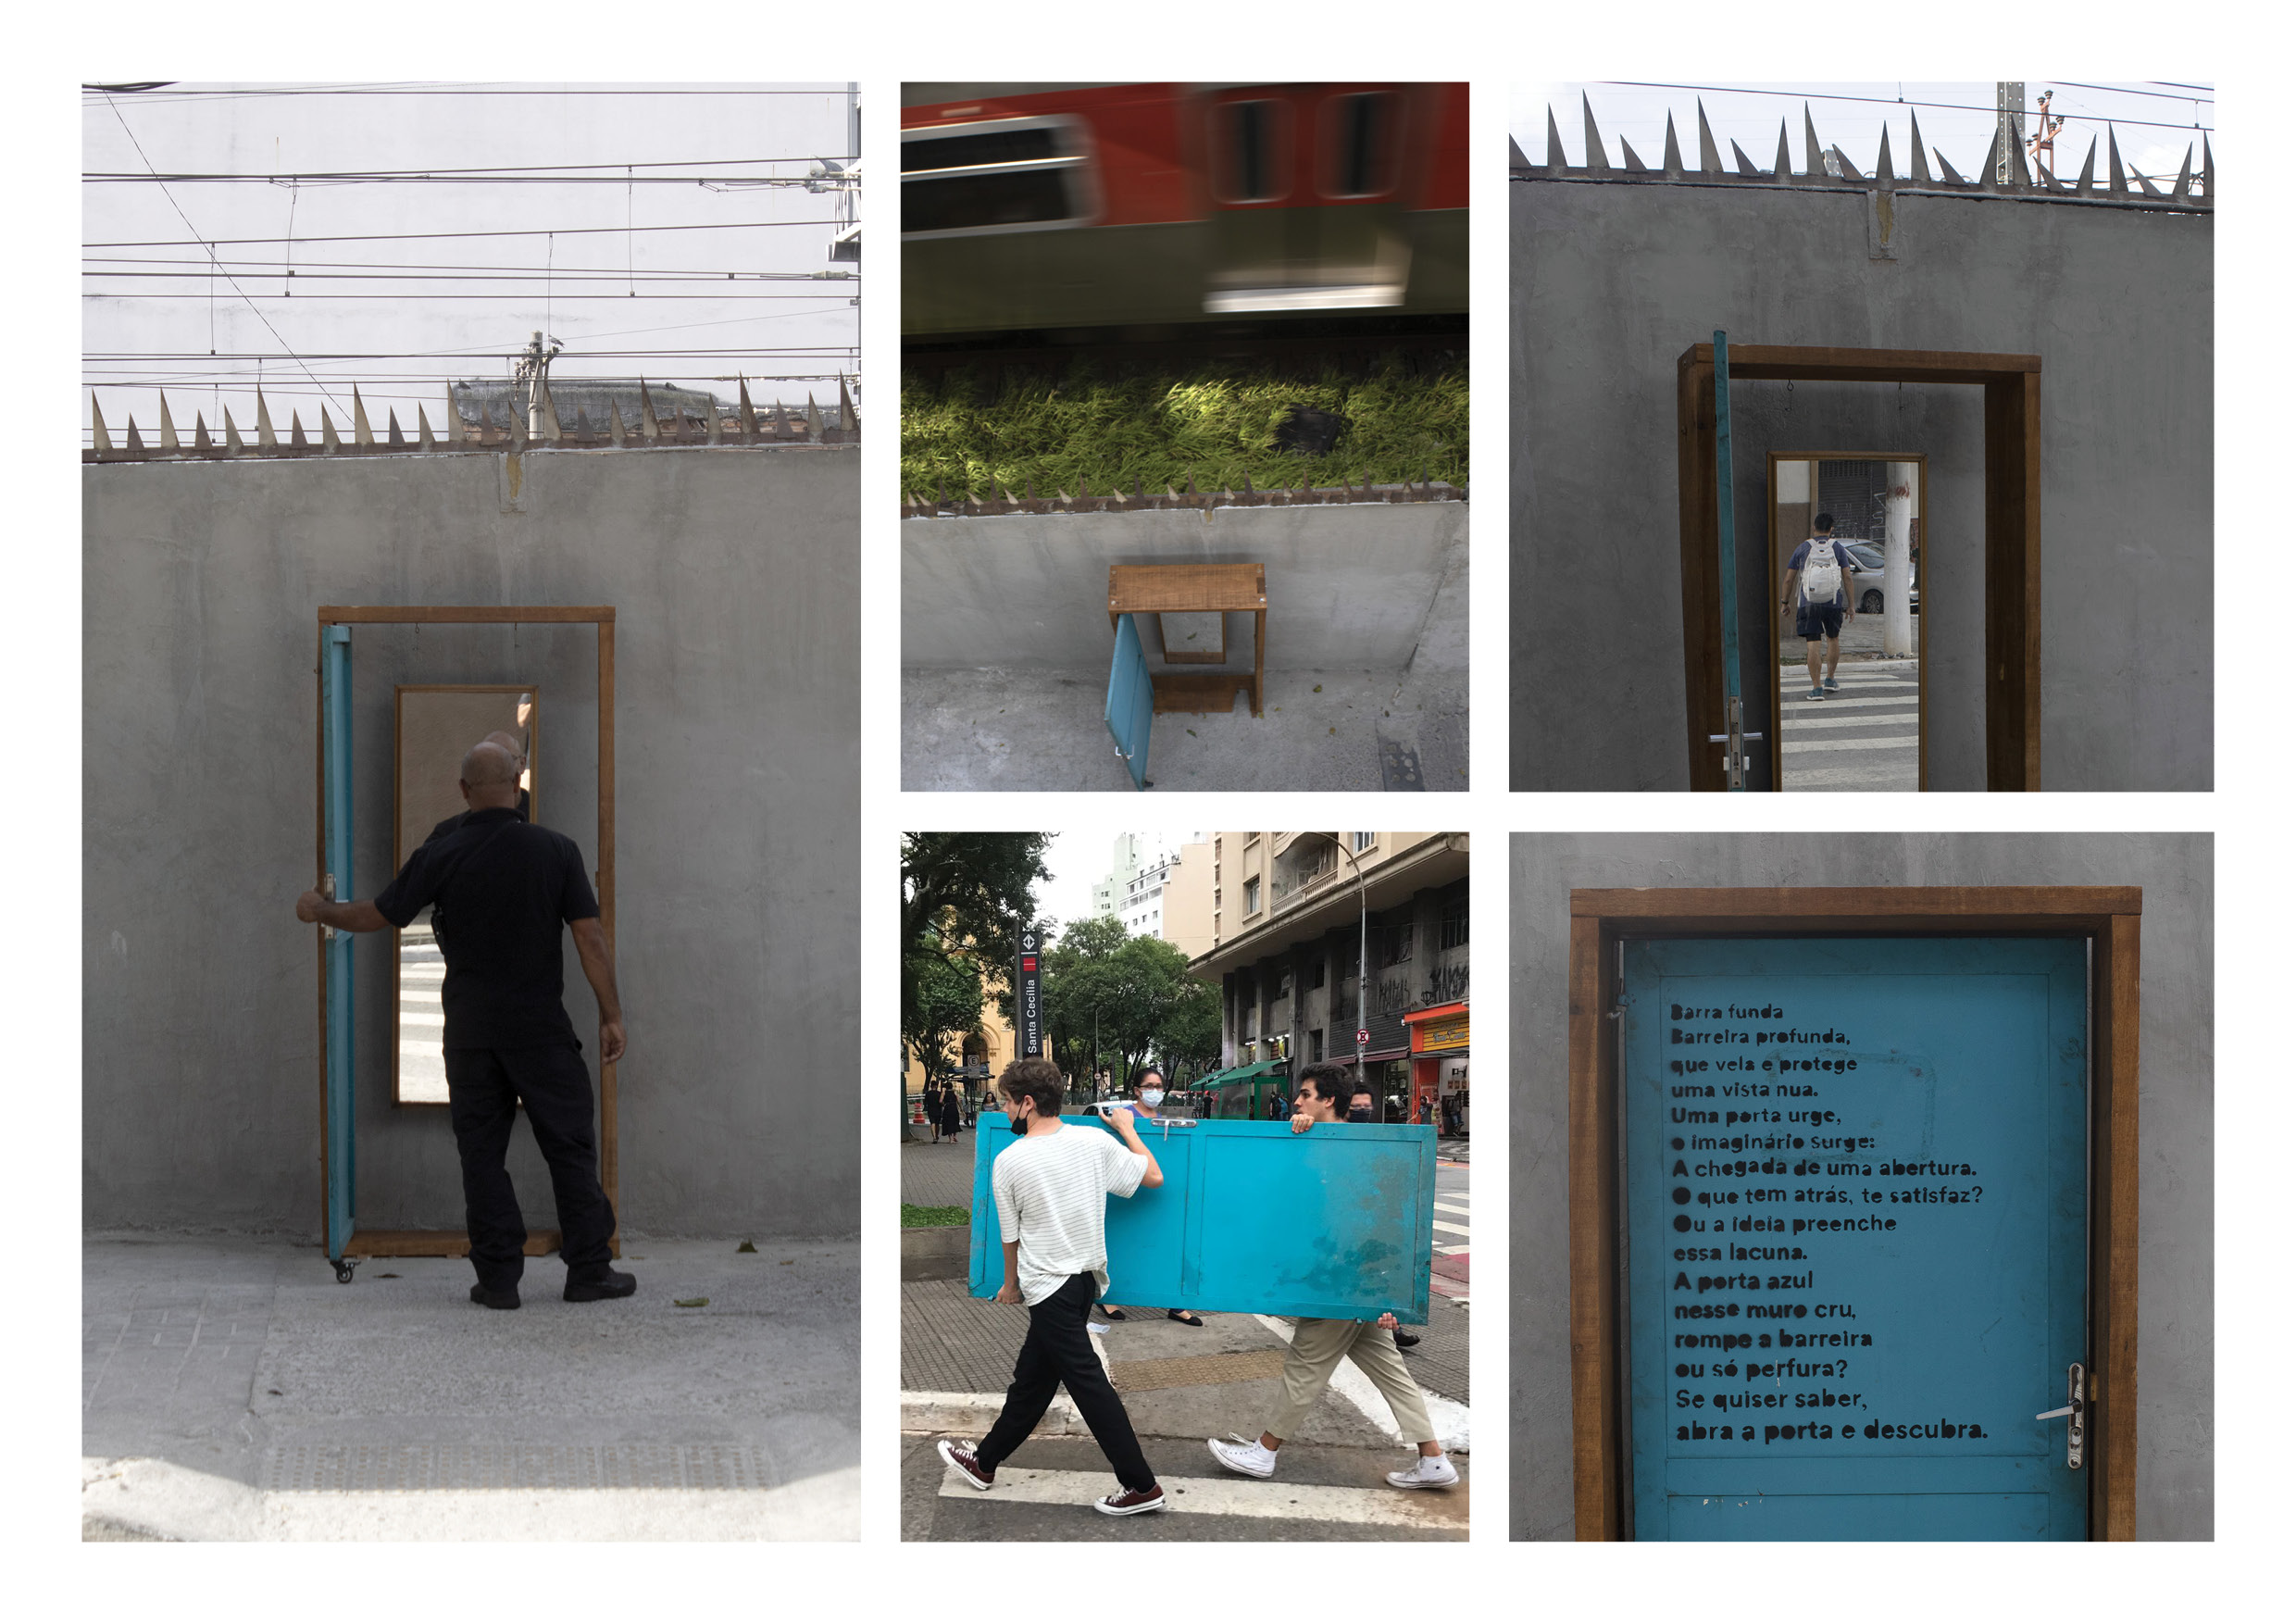 Santa Cecília
Barra funda
Barreira profunda,
que vela e protege
uma vista nua.
Uma porta urge,
o imaginário surge:
A chegada de uma abertura.
O que tem atrás, te satisfaz?
Ou a ideia preenche
essa lacuna.
A porta azul
nesse muro cru,
rompe a barreira
ou só perfura?
Se quiser saber,
abra a porta e descubra.